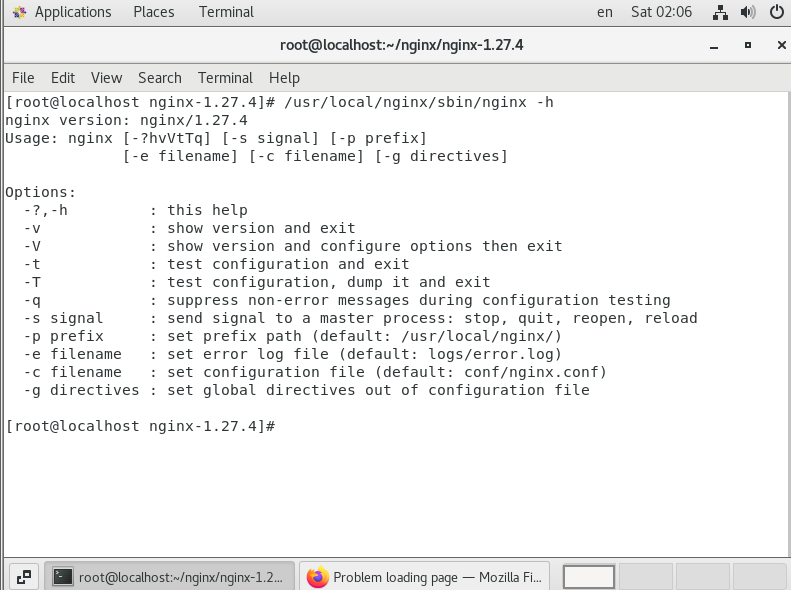 Applications Places Terminal en Sat 02:06
root@localhost:~/nginx/nginx-1.27.4
File Edit View Search Terminal Help
[root@localhost nginx-1.27.4]# /usr/local/nginx/sbin/nginx -h
nginx version: nginx/1.27.4
Usage: nginx [-?hvVtTq] [-s signal] [-p prefix]
             [-e filename] [-c filename] [-g directives]

Options:
  -?,-h         : this help
  -v            : show version and exit
  -V            : show version and configure options then exit
  -t            : test configuration and exit
  -T            : test configuration, dump it and exit
  -q            : suppress non-error messages during configuration testing
  -s signal     : send signal to a master process: stop, quit, reopen, reload
  -p prefix     : set prefix path (default: /usr/local/nginx/)
  -e filename   : set error log file (default: logs/error.log)
  -c filename   : set configuration file (default: conf/nginx.conf)
  -g directives : set global directives out of configuration file

[root@localhost nginx-1.27.4]#
root@localhost:~/nginx/nginx-1.2... Problem loading page — Mozilla Fi...